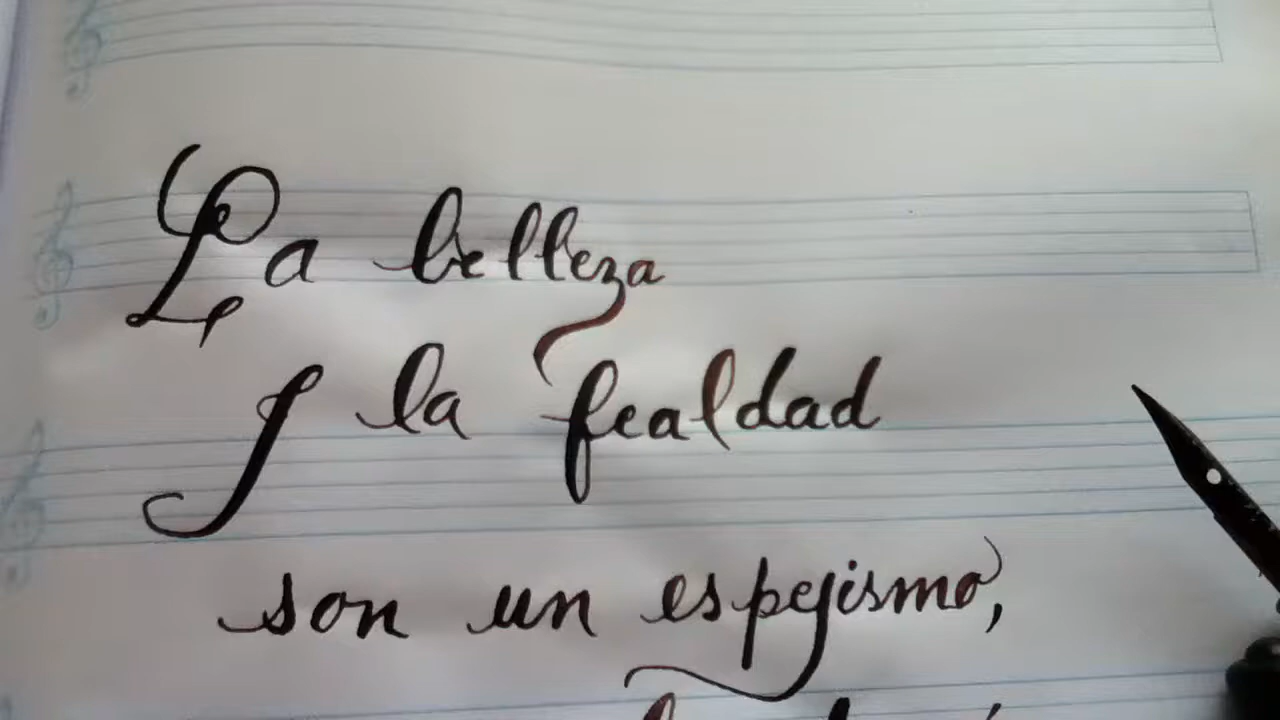 La belleza
y la fealdad
son un espejismo,